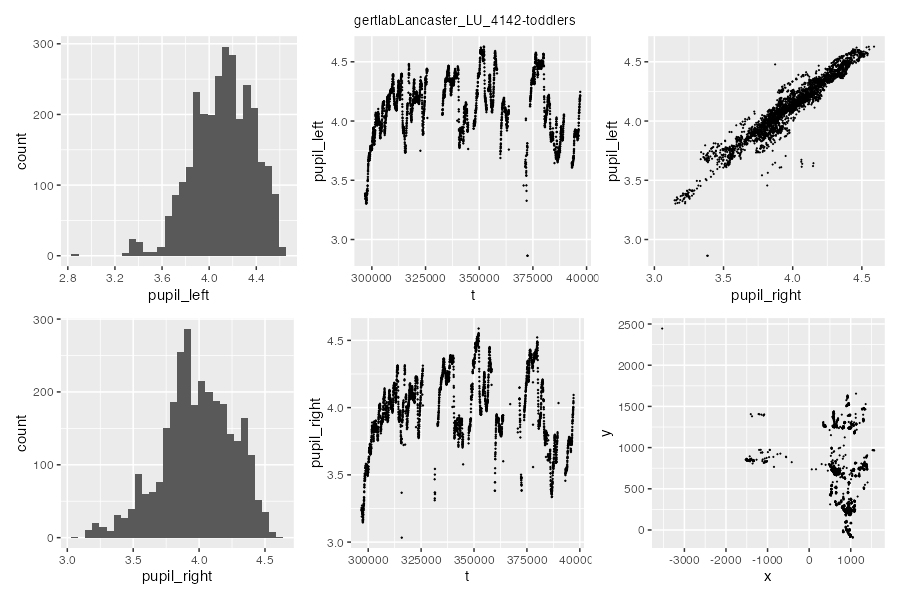 gertlabLancaster_LU_4142-toddlers
300
200
100
0
count
2.8 3.2 3.6 4.0 4.4
pupil_left
4.5
4.0
3.5
3.0
pupil_left
300000 325000 350000 375000 400000
t
4.5
4.0
3.5
3.0
pupil_left
3.0 3.5 4.0 4.5
pupil_right
300
200
100
0
count
3.0 3.5 4.0 4.5
pupil_right
4.5
4.0
3.5
3.0
pupil_right
300000 325000 350000 375000 400000
t
2500
2000
1500
1000
500
0
y
-3000 -2000 -1000 0 1000
x